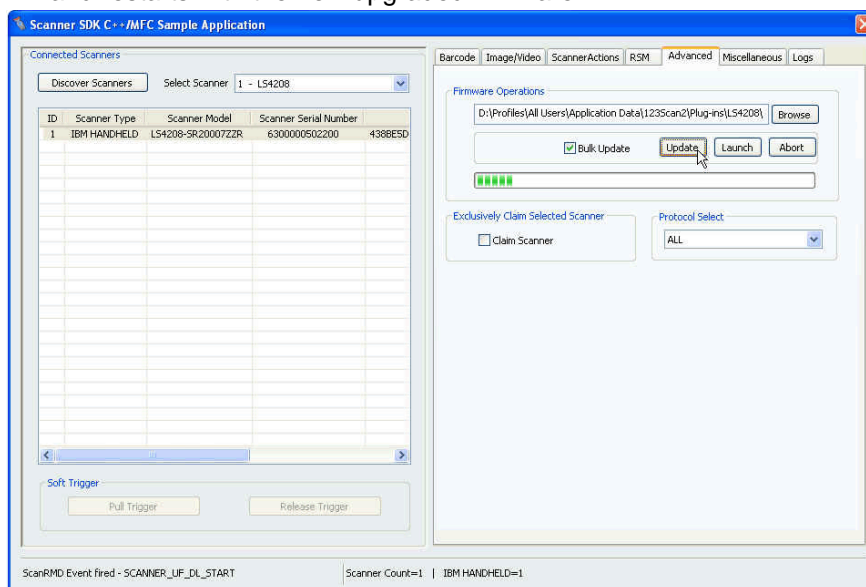 Scanner SDK C++/MFC Sample Application
Connected Scanners
Discover Scanners
Select Scanner
1 - LS4208
ID Scanner Type Scanner Model Scanner Serial Number
1 IBM HANDHELD LS4208-SR20007ZZR 6300000502200 438BE5D
Soft Trigger
Pull Trigger
Release Trigger
Barcode Image/Video ScannerActions RSM Advanced Miscellaneous Logs
Firmware Operations
D:\Profiles\All Users\Application Data\123Scan2\Plug-ins\LS4208\
Browse
Bulk Update
Update
Launch
Abort
Exclusively Claim Selected Scanner
Claim Scanner
Protocol Select
ALL
ScanRMD Event fired - SCANNER_UF_DL_START
Scanner Count=1 | IBM HANDHELD=1